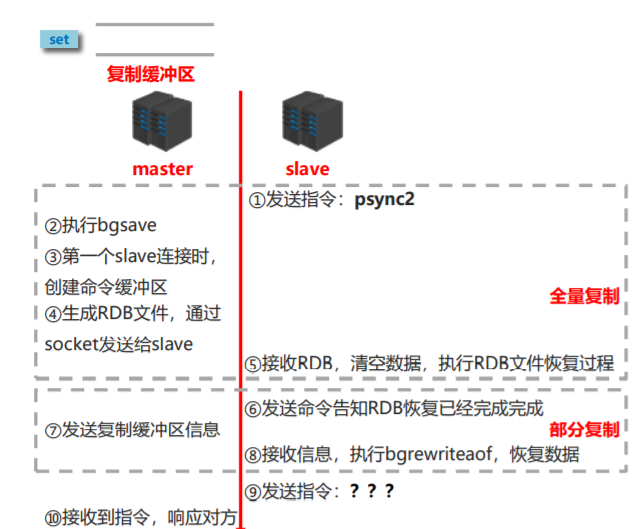 set
复制缓冲区
master
slave
①发送指令：psync2
②执行bgsave
③第一个slave连接时，
创建命令缓冲区
全量复制
④生成RDB文件，通过
socket发送给slave
⑤接收RDB，清空数据，执行RDB文件恢复过程
⑥发送命令告知RDB恢复已经完成完成
⑦发送复制缓冲区信息
部分复制
⑧接收信息，执行bgrewriteaof，恢复数据
⑨发送指令：？？？
⑩接收到指令，响应对方